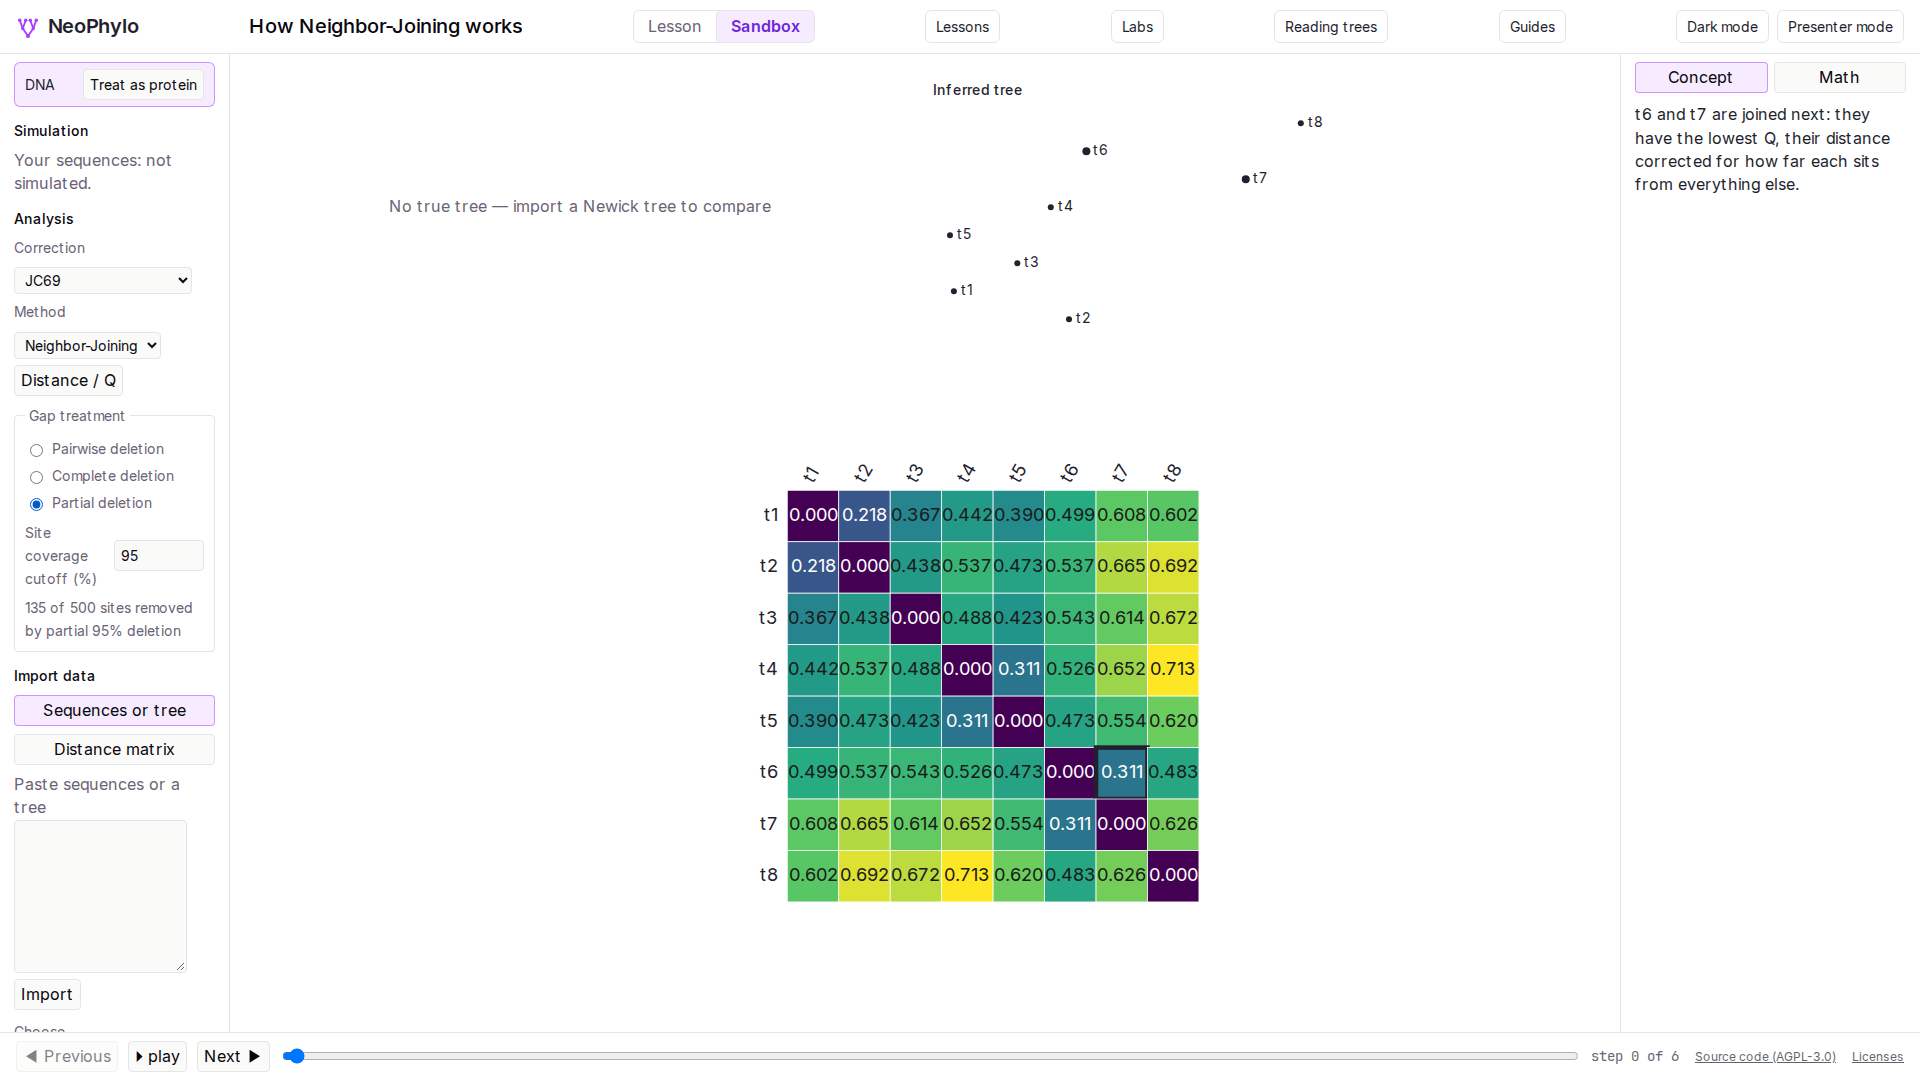 NeoPhylo
How Neighbor-Joining works
Lesson Sandbox
Lessons
Labs
Reading trees
Guides
Dark mode
Presenter mode
DNA
Treat as protein
Simulation
Your sequences: not
simulated.
Analysis
Correction
JC69
Method
Neighbor-Joining
Distance / Q
Gap treatment
Pairwise deletion
Complete deletion
Partial deletion
Site
coverage
cutoff (%)
95
135 of 500 sites removed
by partial 95% deletion
Import data
Sequences or tree
Distance matrix
Paste sequences or a
tree
Import
Choose
No true tree — import a Newick tree to compare
Inferred tree
t8
t6
t7
t4
t5
t3
t1
t2
t1 t2 t3 t4 t5 t6 t7 t8
t1 0.000 0.218 0.367 0.442 0.390 0.499 0.608 0.602
t2 0.218 0.000 0.438 0.537 0.473 0.537 0.665 0.692
t3 0.367 0.438 0.000 0.488 0.423 0.543 0.614 0.672
t4 0.442 0.537 0.488 0.000 0.311 0.526 0.652 0.713
t5 0.390 0.473 0.423 0.311 0.000 0.473 0.554 0.620
t6 0.499 0.537 0.543 0.526 0.473 0.000 0.311 0.483
t7 0.608 0.665 0.614 0.652 0.554 0.311 0.000 0.626
t8 0.602 0.692 0.672 0.713 0.620 0.483 0.626 0.000
Concept
Math
t6 and t7 are joined next: they
have the lowest Q, their distance
corrected for how far each sits
from everything else.
◀ Previous
play
Next ▶
step 0 of 6
Source code (AGPL-3.0)
Licenses